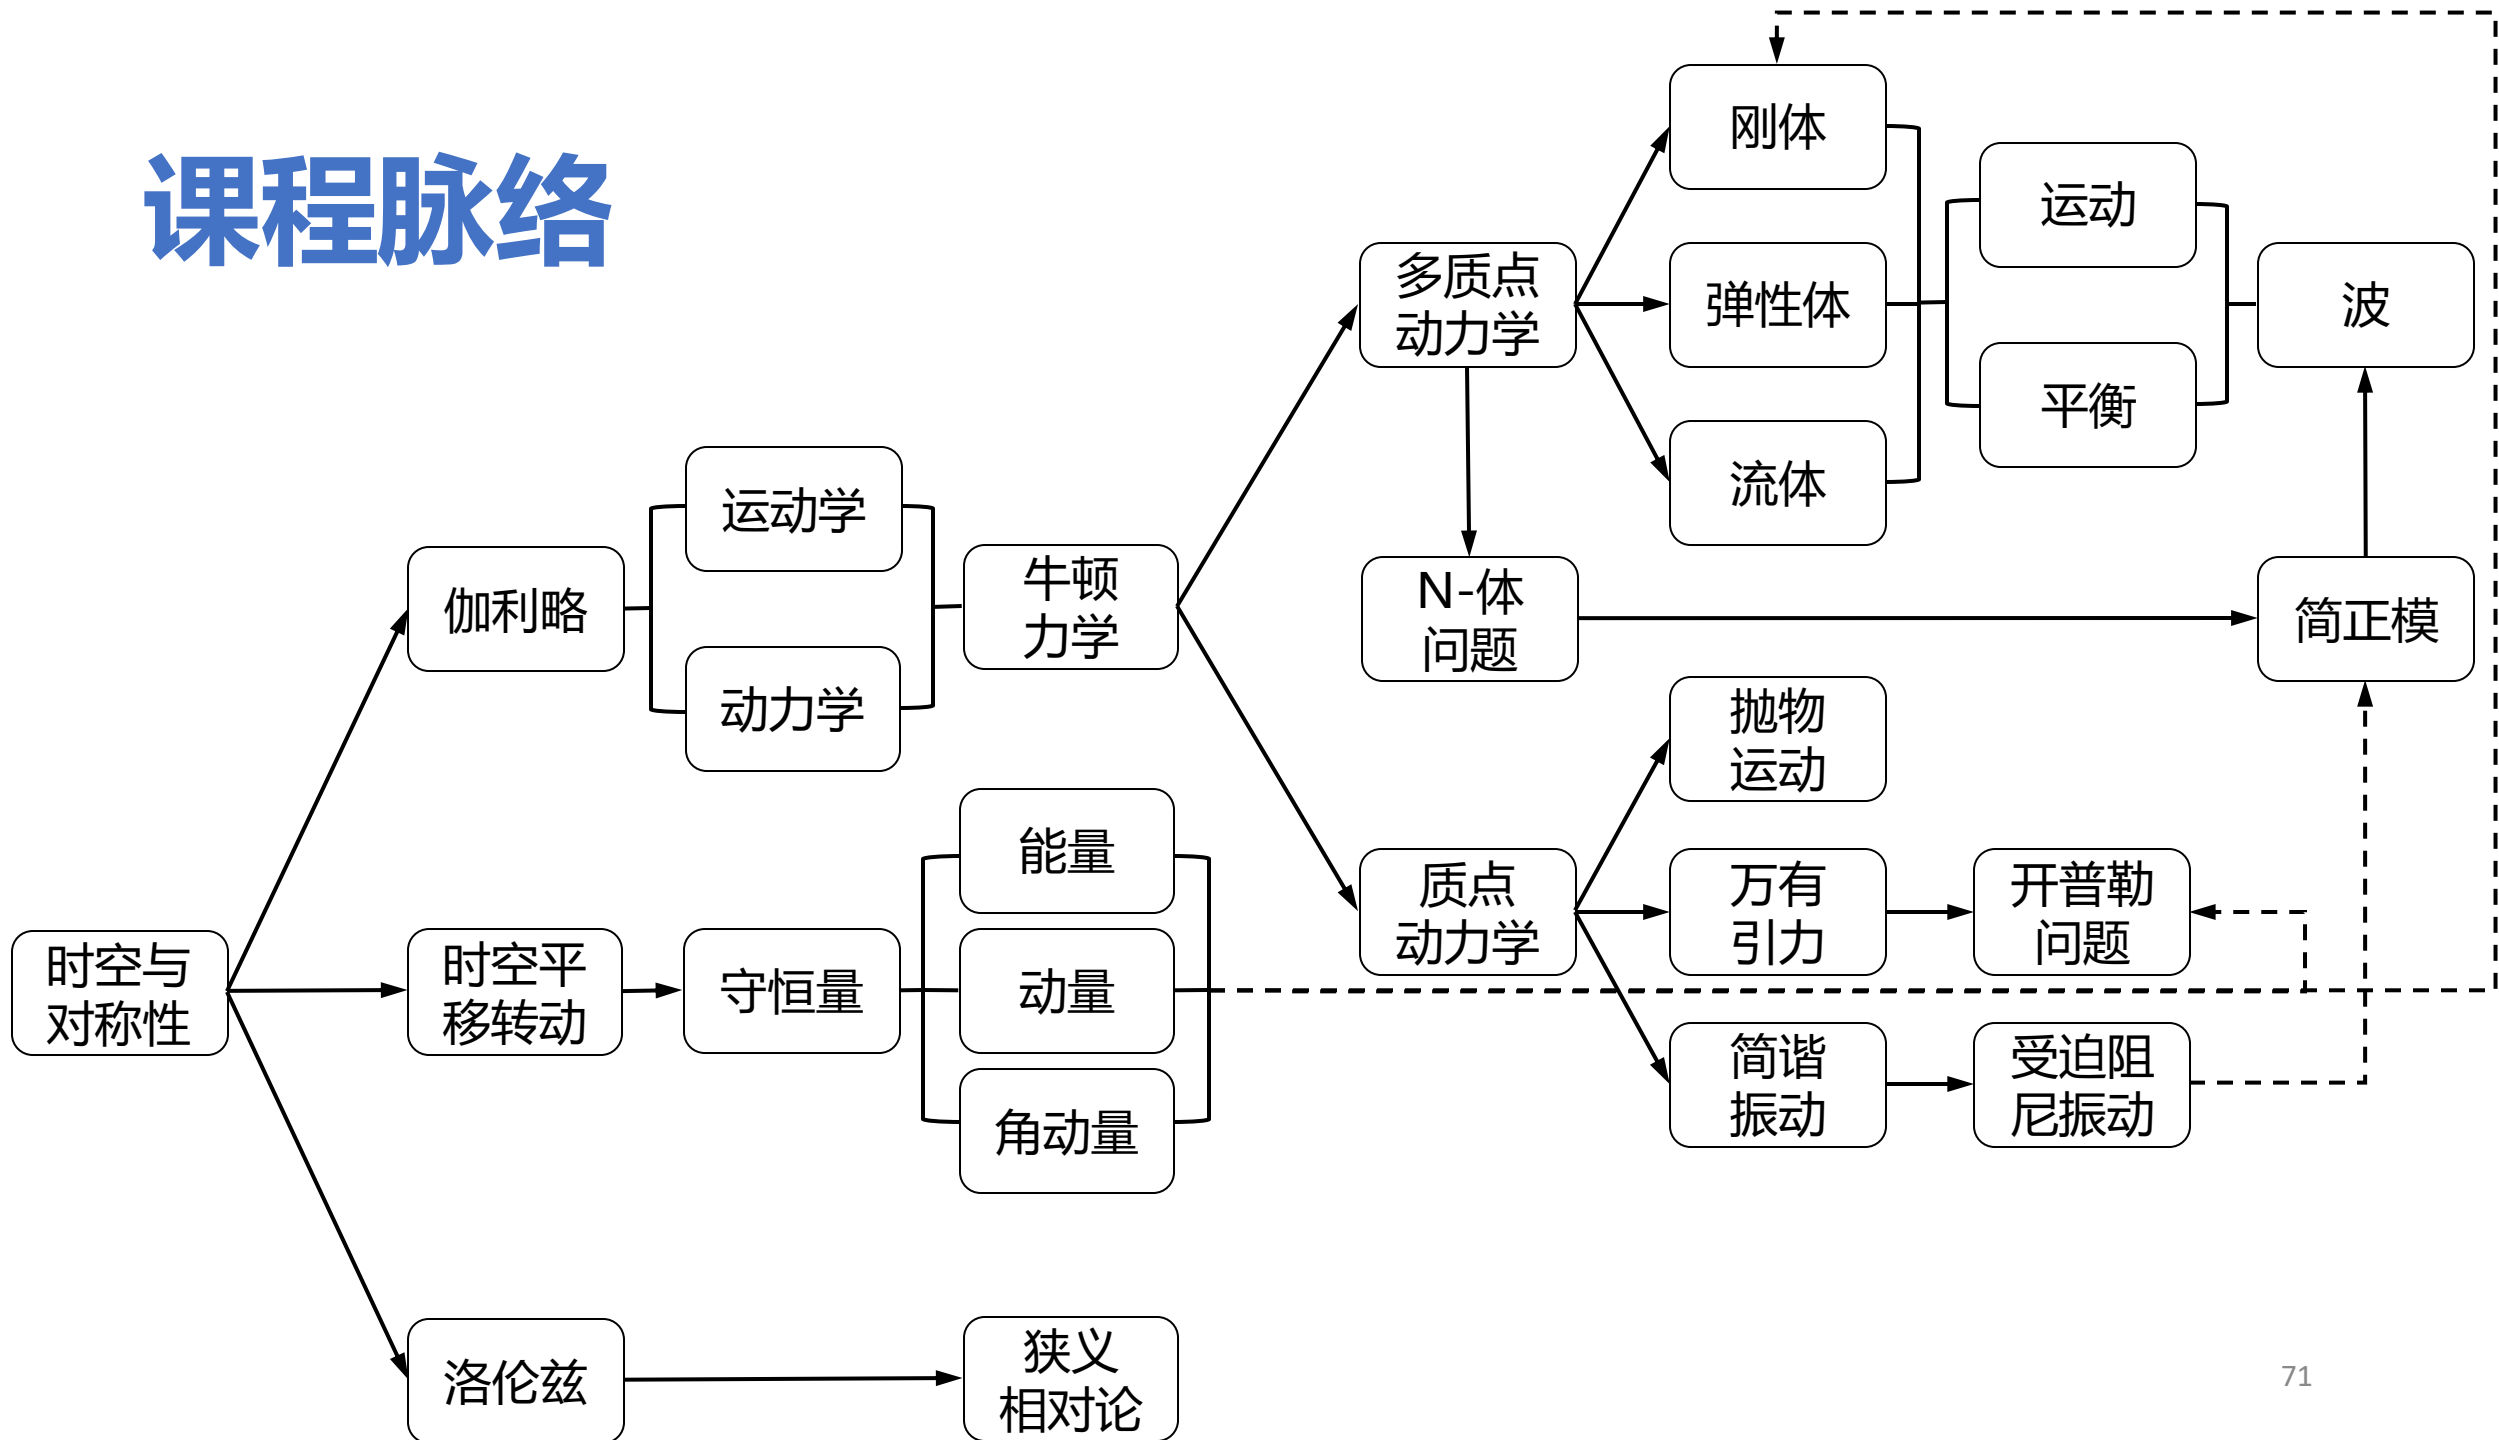 课程脉络
刚体
运动
多质点
动力学
弹性体
波
平衡
流体
运动学
伽利略
牛顿
力学
N-体
问题
简正模
动力学
抛物
运动
能量
质点
动力学
万有
引力
开普勒
问题
时空与
对称性
时空平
移转动
守恒量
动量
简谐
振动
受迫阻
尼振动
角动量
洛伦兹
狭义
相对论
71